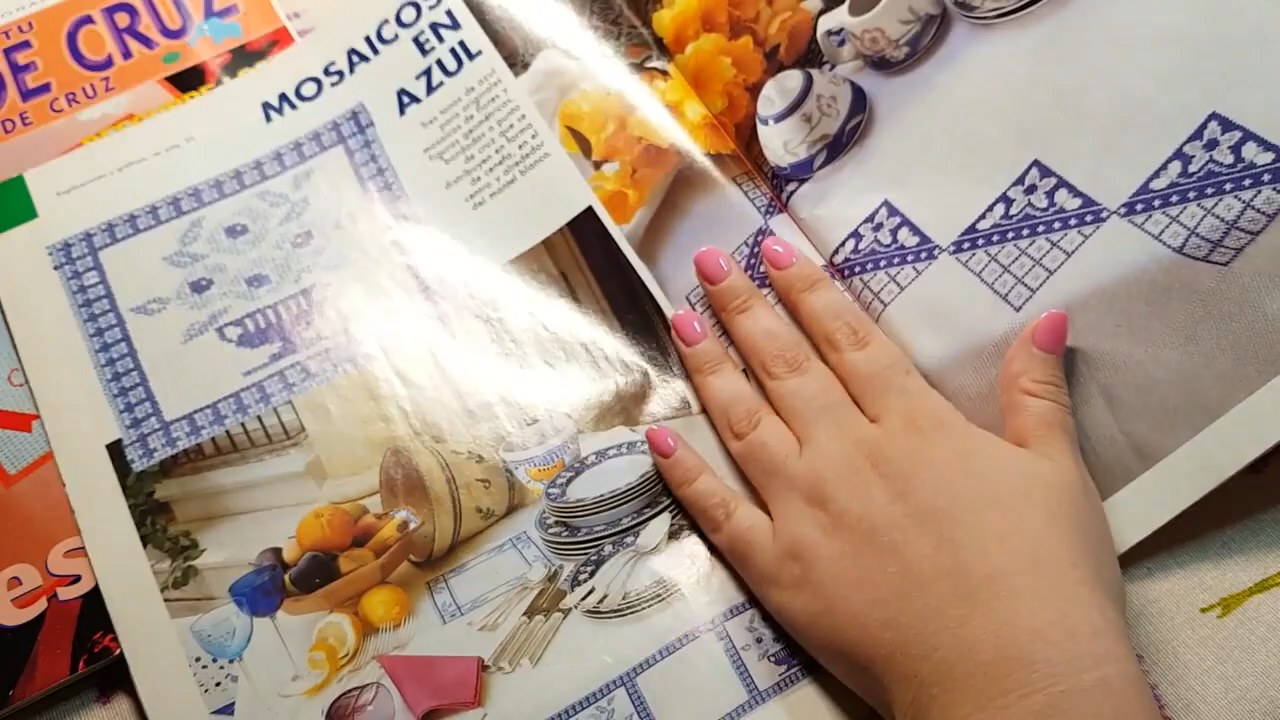 TU
DE CRUZ
DE CRUZ
MOSAICOS
EN
AZUL
Tres tonos de azul
para originales
mosaicos de flores y
figuras geométricas,
bordados a punto
de cruz, que se
distribuyen en forma
de cenefa, en el
centro y alrededor
del mantel blanco.
es